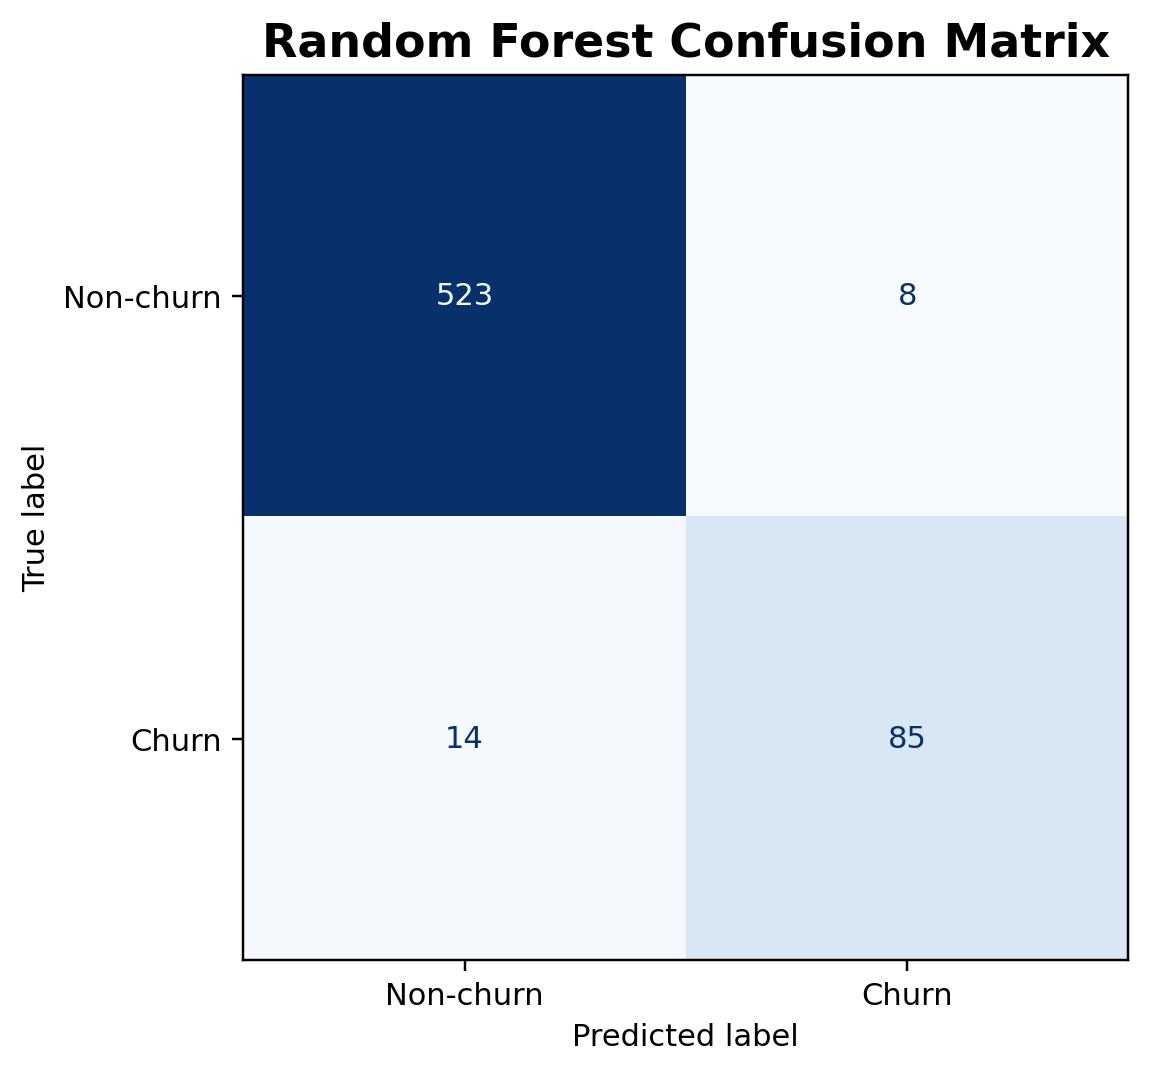 Random Forest Confusion Matrix
Non-churn
523
8
True label
Churn
14
85
Non-churn
Churn
Predicted label